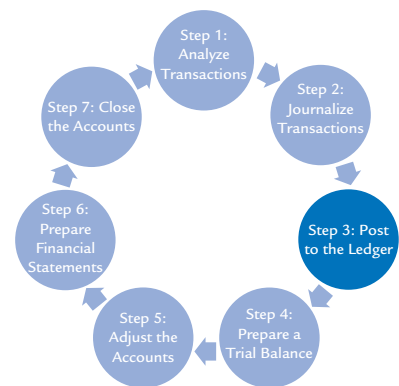 Step 1:
Analyze
Transactions
Step 2:
Journalize
Transactions
Step 3: Post
to the Ledger
Step 4:
Prepare a
Trial Balance
Step 5:
Adjust the
Accounts
Step 6:
Prepare
Financial
Statements
Step 7: Close
the Accounts